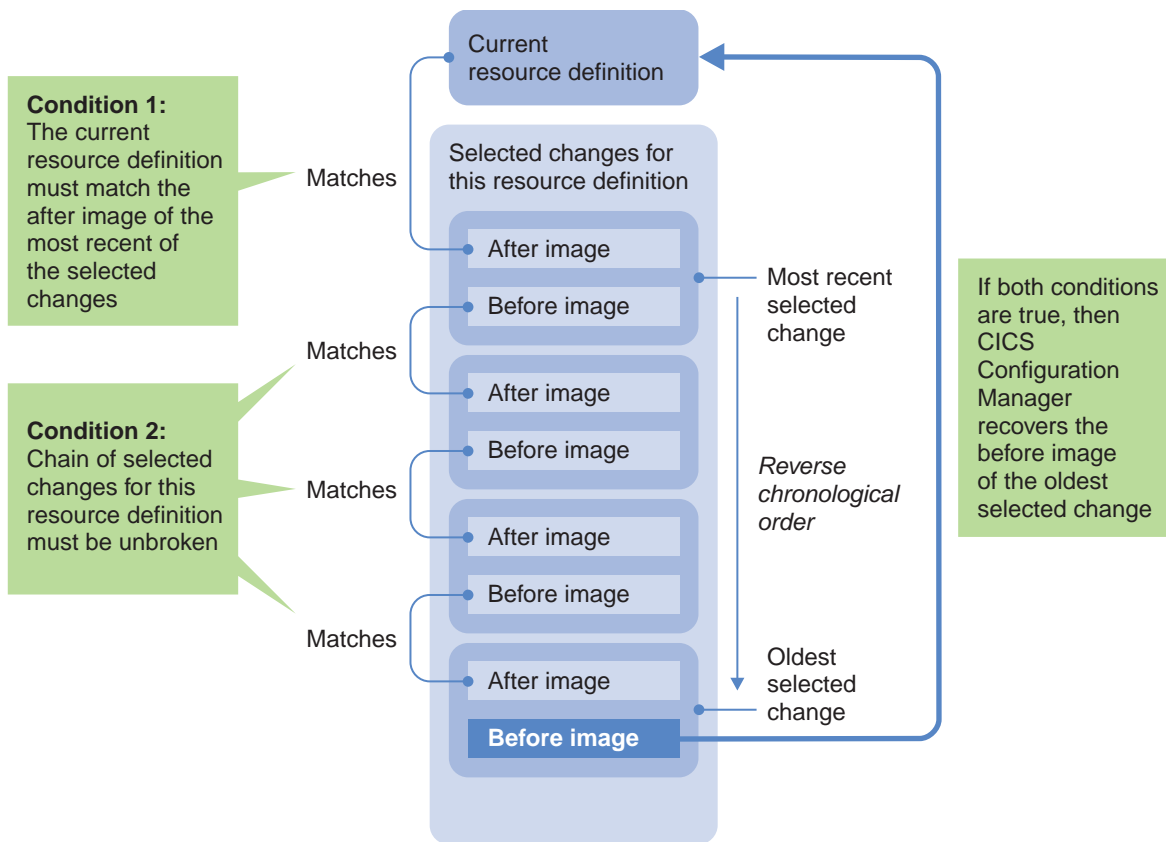 Current
resource definition
Condition 1:
The current
resource definition
must match the
after image of the
most recent of
the selected
changes
Matches
Selected changes for
this resource definition
After image
Before image
Most recent
selected
change
If both conditions
are true, then
CICS
Configuration
Manager
recovers the
before image
of the oldest
selected change
Matches
After image
Before image
Condition 2:
Chain of selected
changes for this
resource definition
must be unbroken
Matches
Reverse
chronological
order
After image
Before image
Matches
After image
Before image
Oldest
selected
change